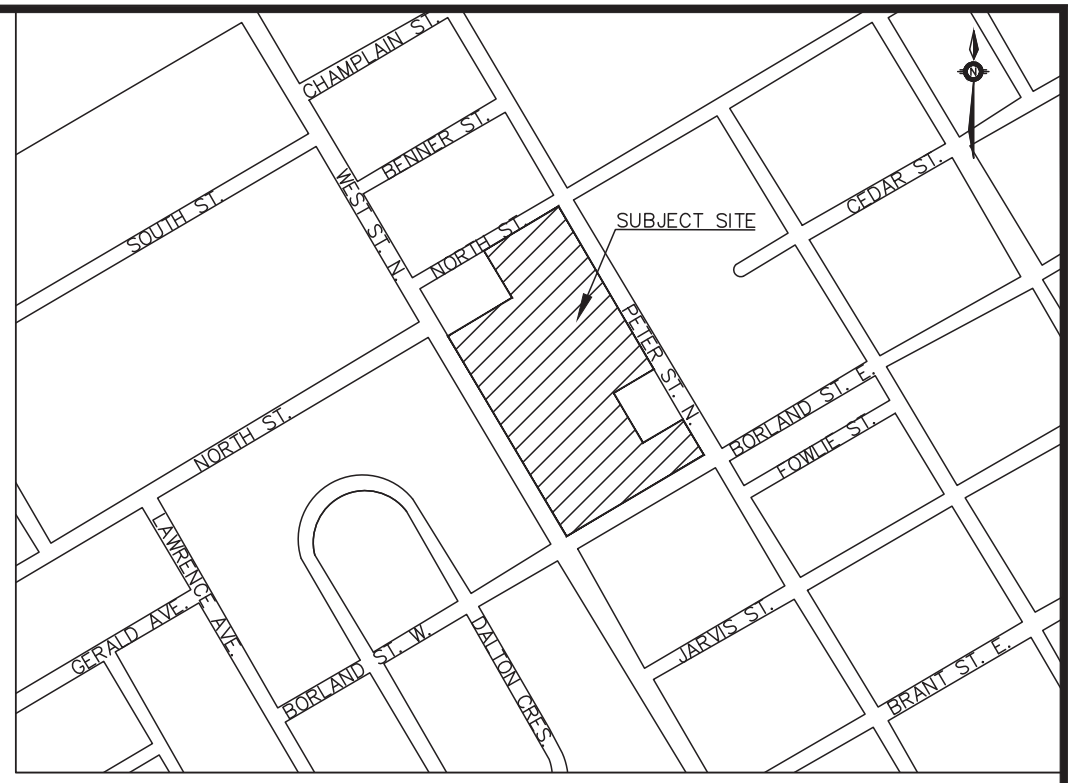 CHAMPLAIN ST.
N
BENNER ST.
CEDAR ST.
WEST ST. N.
SOUTH ST.
SUBJECT SITE
NORTH ST.
PETER ST. N.
BORLAND ST. E.
NORTH ST.
FOWLIE ST.
LAWRENCE AVE.
GERALD AVE.
JARVIS ST.
BORLAND ST. W.
DALTON CRES.
BRANT ST. E.